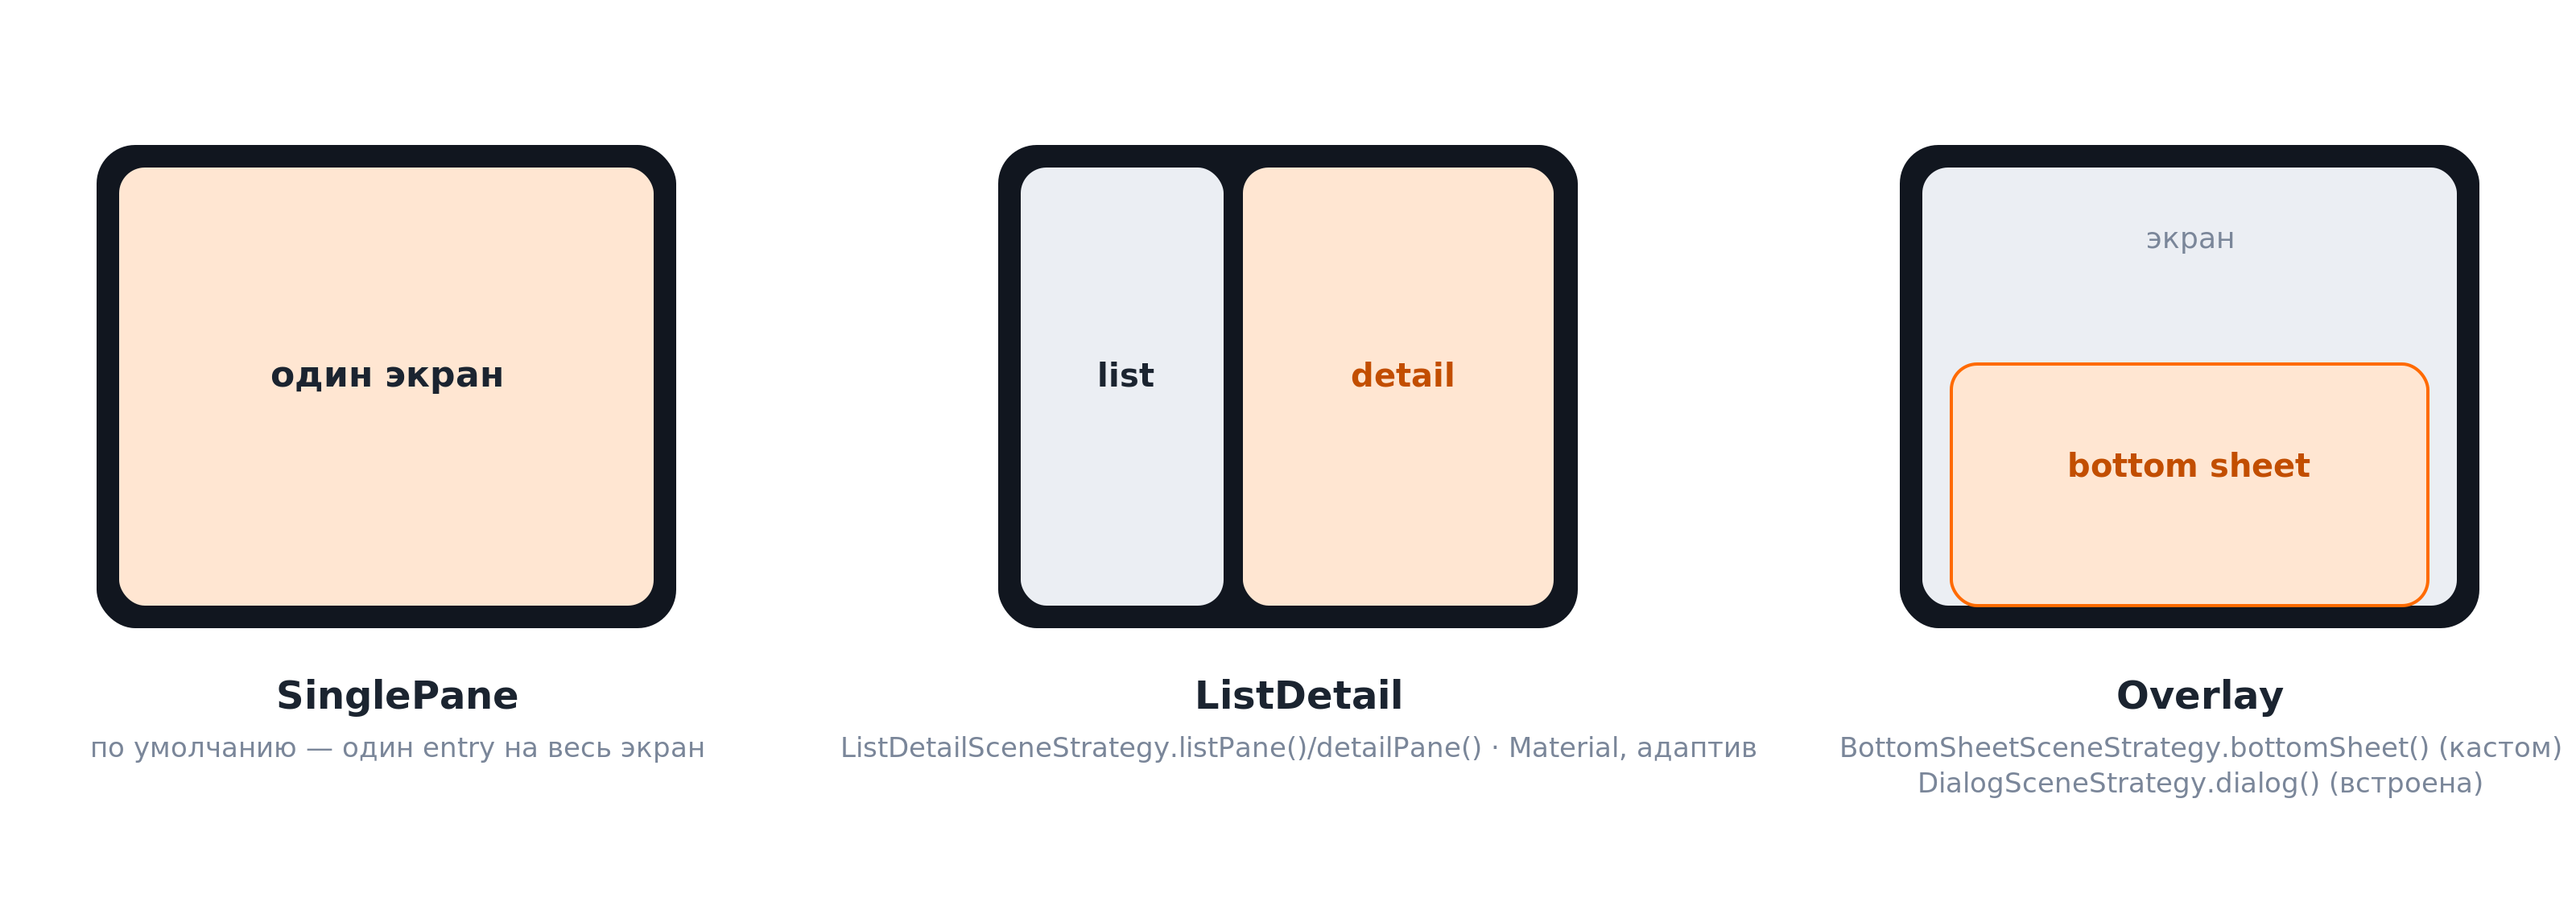 один экран
SinglePane
по умолчанию — один entry на весь экран
list
detail
ListDetail
ListDetailSceneStrategy.listPane()/detailPane() · Material, адаптив
экран
bottom sheet
Overlay
BottomSheetSceneStrategy.bottomSheet() (кастом)
DialogSceneStrategy.dialog() (встроена)